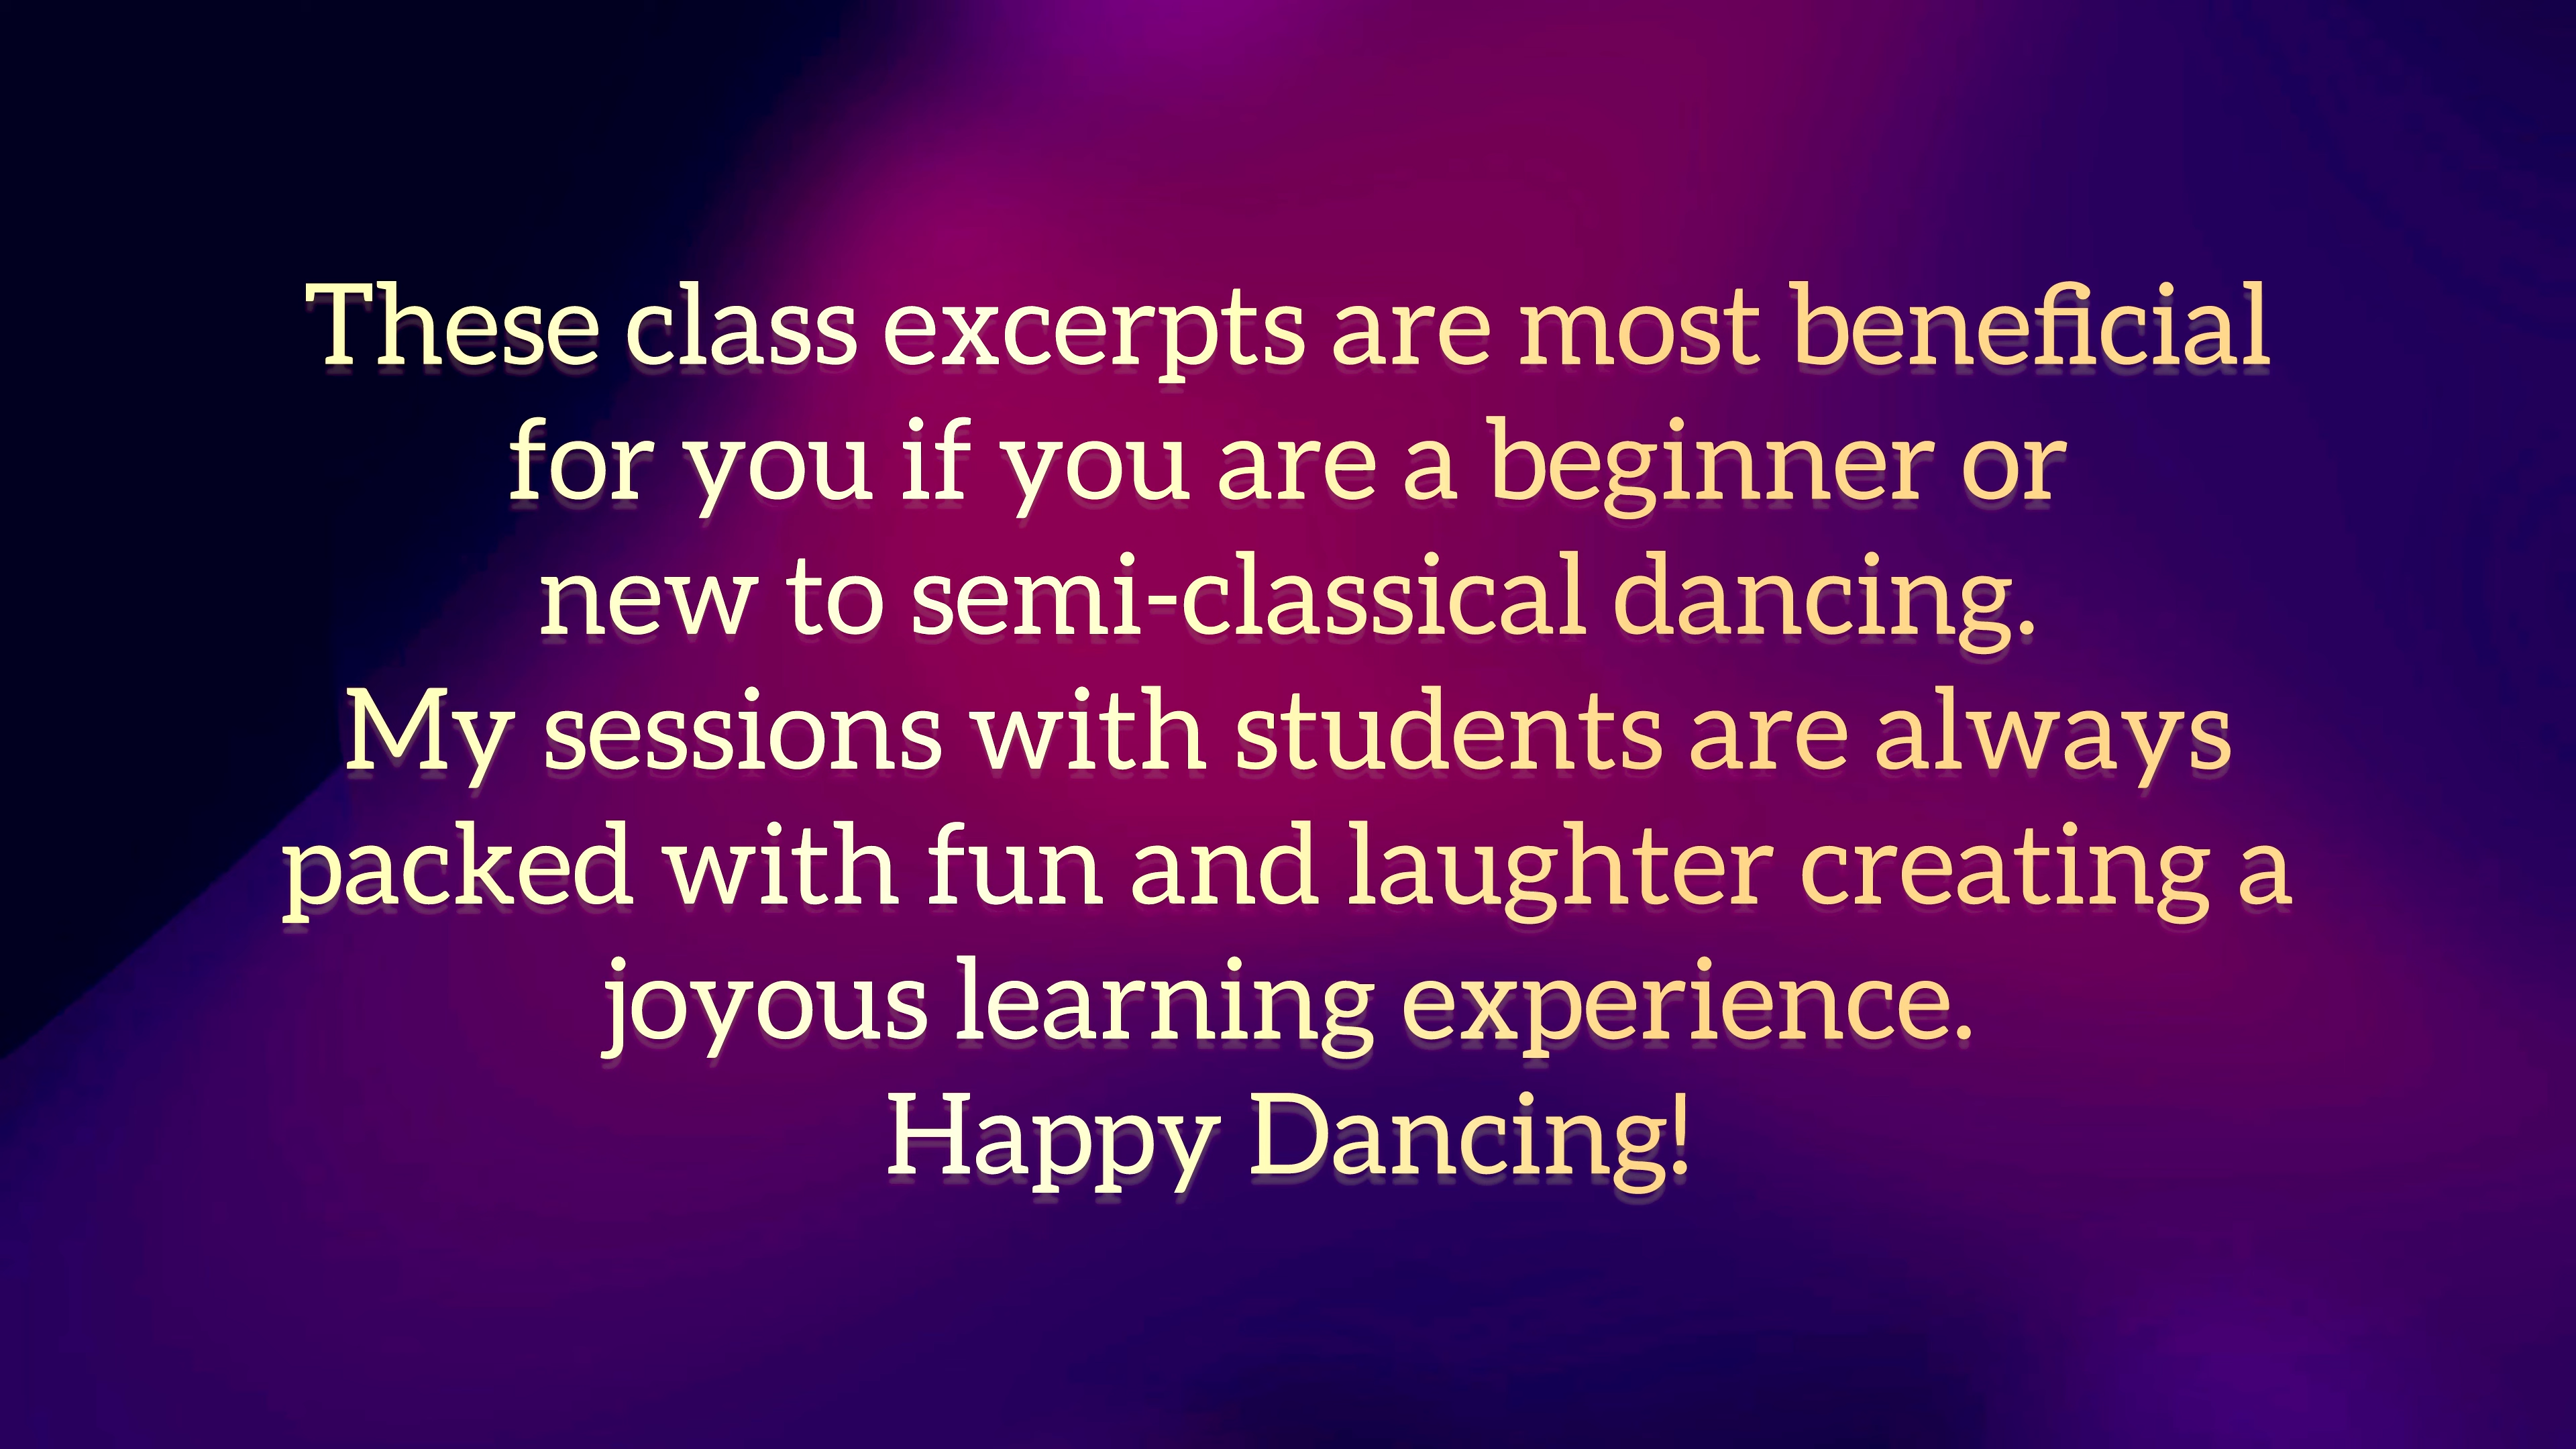 These class excerpts are most beneficial
for you if you are a beginner or
new to semi-classical dancing.
My sessions with students are always
packed with fun and laughter creating a
joyous learning experience.
Happy Dancing!